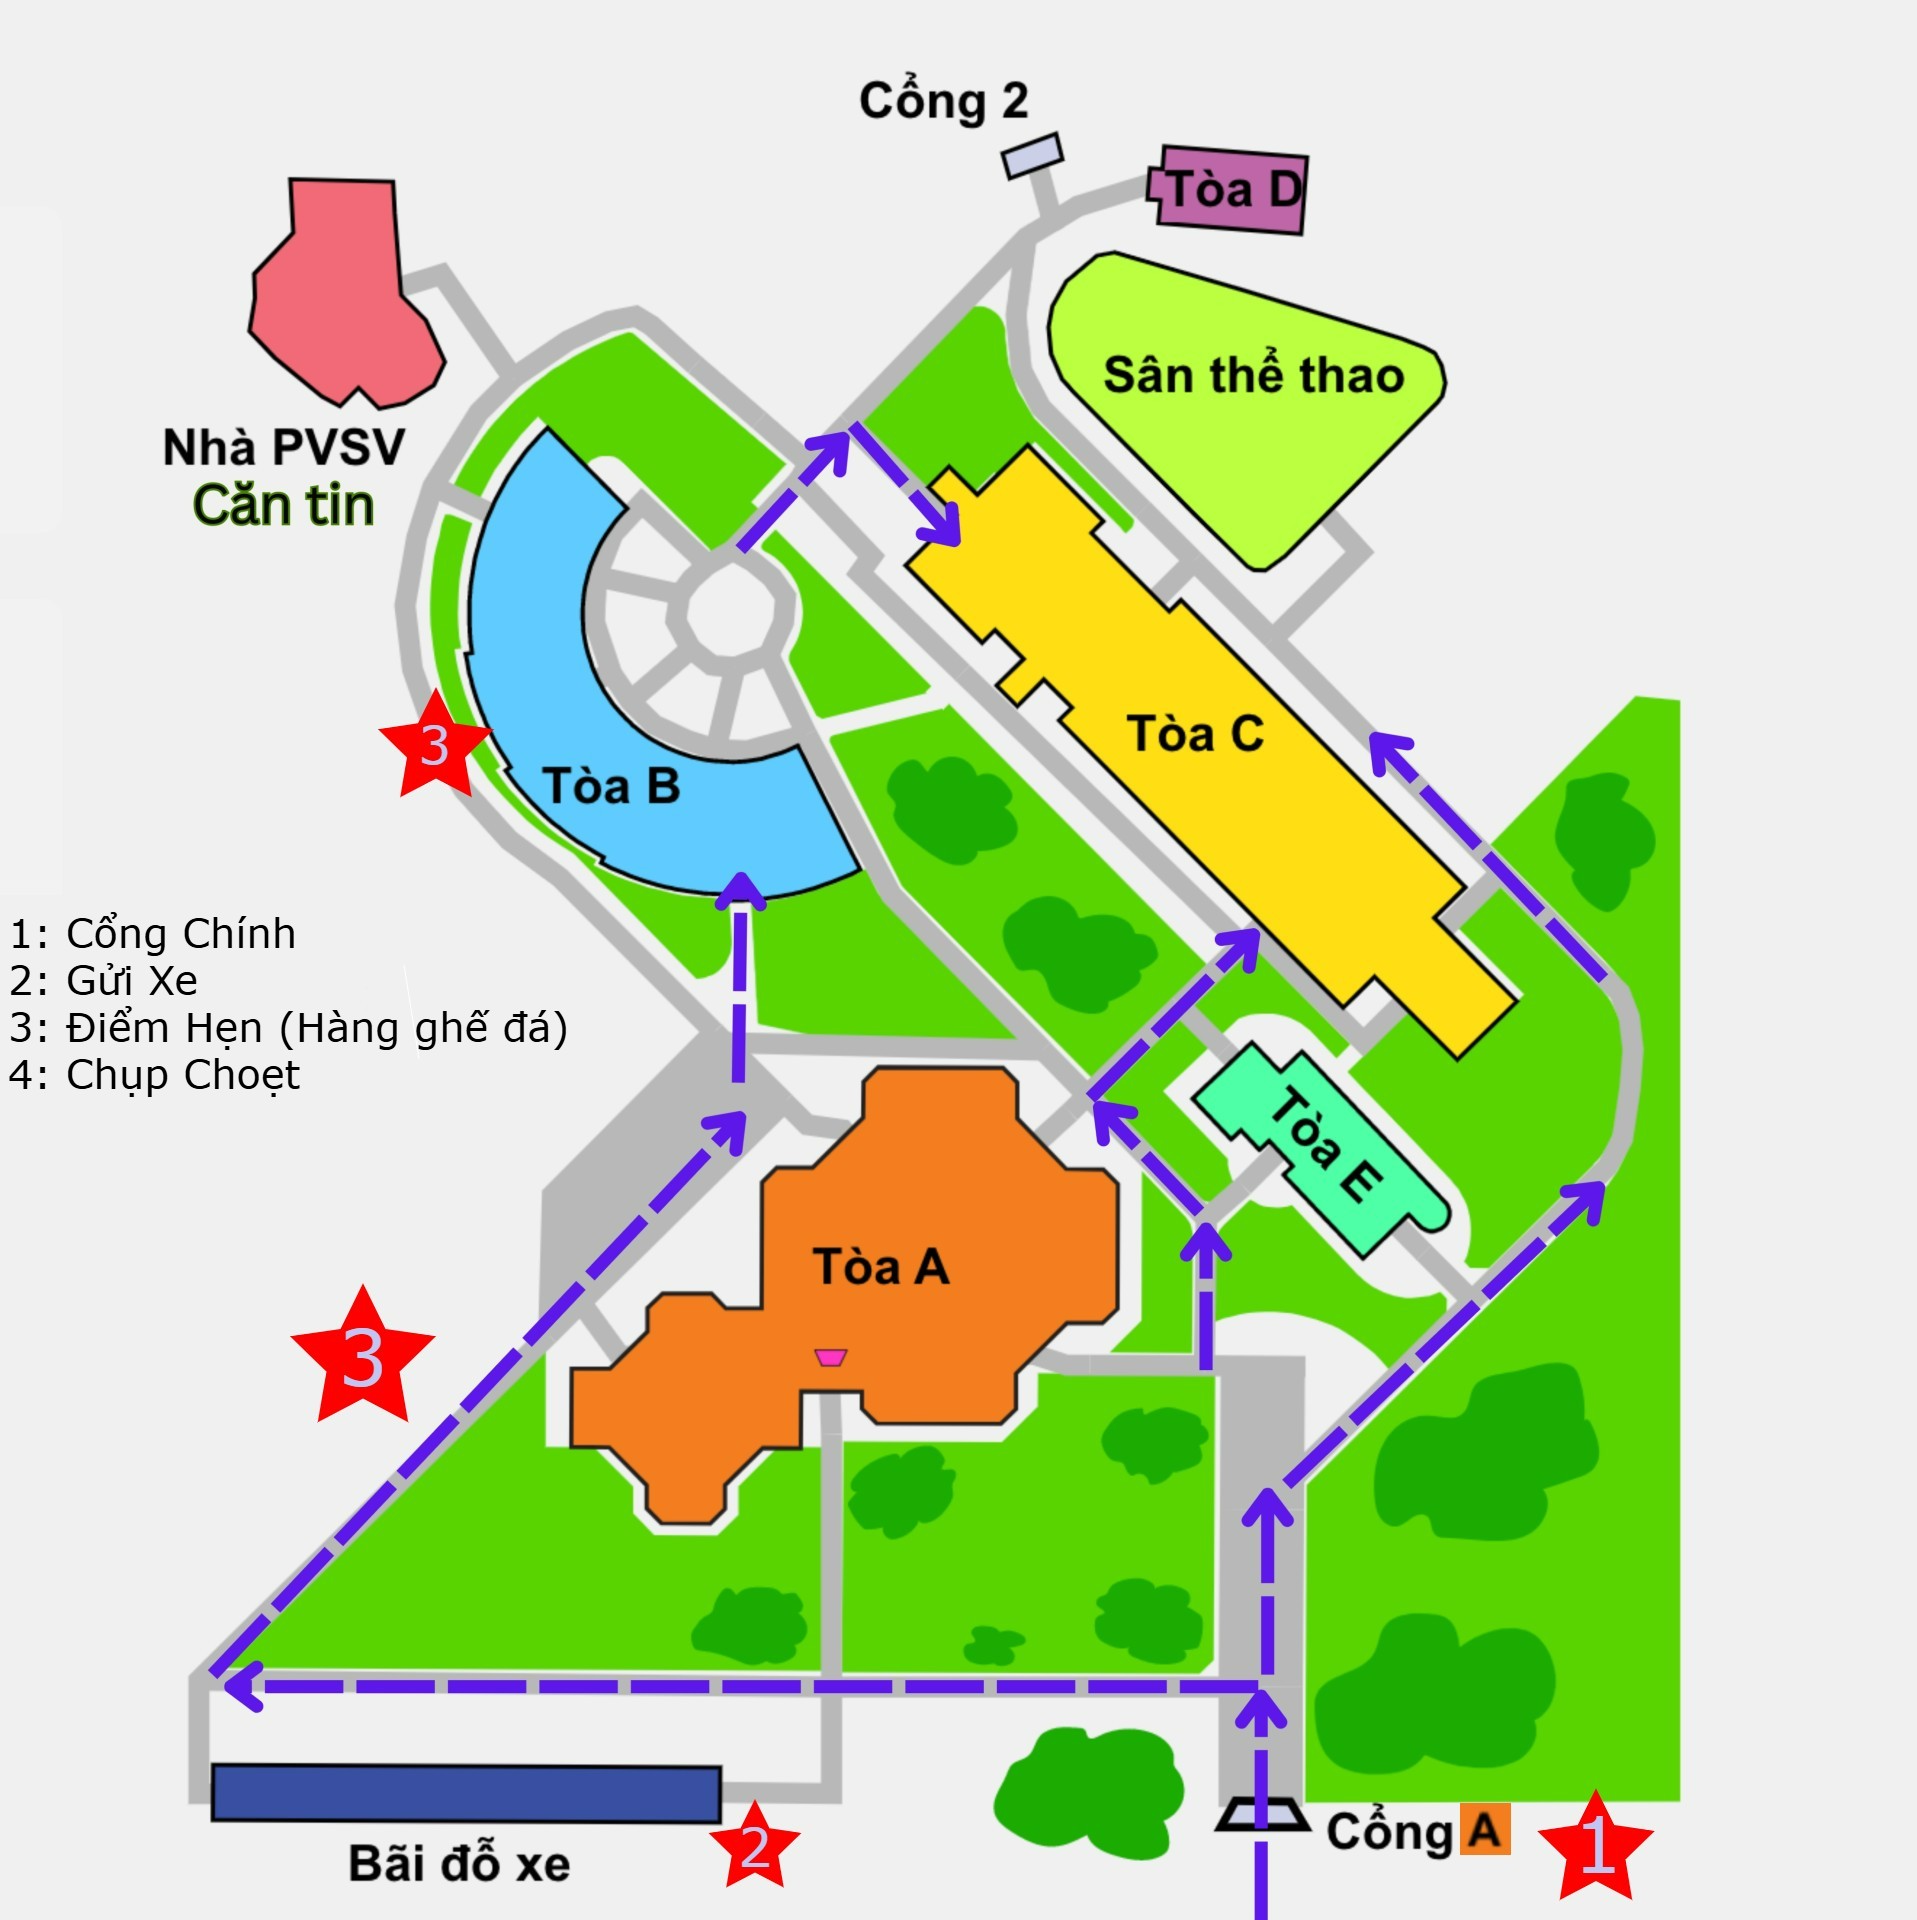 Cổng 2
Tòa D
Sân thể thao
Nhà PVSV
Căn tin
Tòa C
3
Tòa B
1: Cổng Chính
2: Gửi Xe
3: Điểm Hẹn (Hàng ghế đá)
4: Chụp Choẹt
Tòa E
Tòa A
3
Cổng A
1
2
Bãi đỗ xe